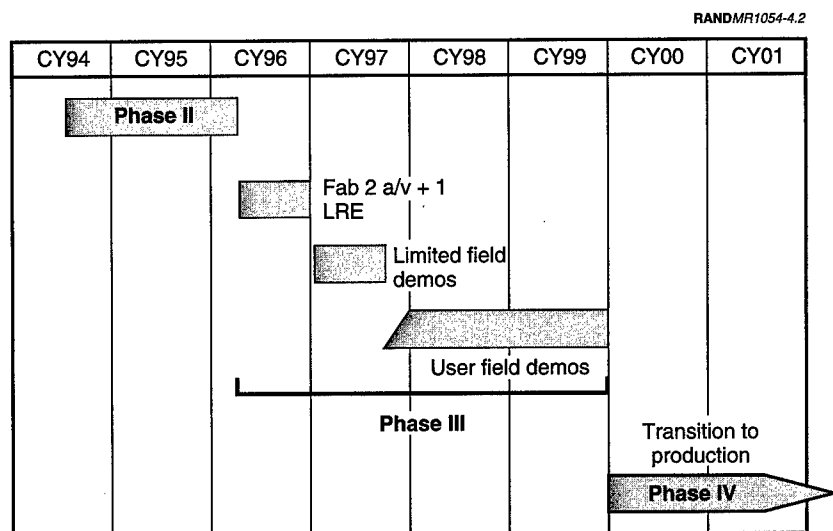 RANDMR1054-4.2
CY94 CY95 CY96 CY97 CY98 CY99 CY00 CY01
Phase II
Fab 2 a/v + 1
LRE
Limited field
demos
User field demos
Phase III
Transition to
production
Phase IV